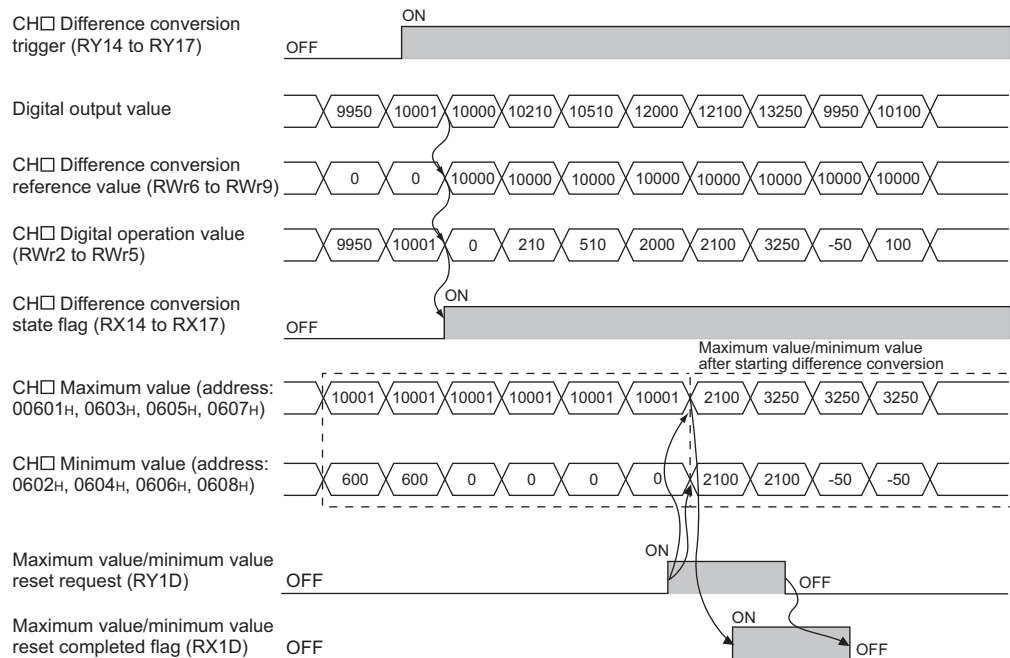 ON
CH□ Difference conversion
trigger (RY14 to RY17)
OFF
Digital output value
9950 10001 10000 10210 10510 12000 12100 13250 9950 10100
CH□ Difference conversion
reference value (RWr6 to RWr9)
0 0 10000 10000 10000 10000 10000 10000 10000 10000
CH□ Digital operation value
(RWr2 to RWr5)
9950 10001 0 210 510 2000 2100 3250 -50 100
ON
CH□ Difference conversion
state flag (RX14 to RX17)
OFF
Maximum value/minimum value
after starting difference conversion
CH□ Maximum value (address:
00601H, 0603H, 0605H, 0607H)
10001 10001 10001 10001 10001 10001 2100 3250 3250 3250
CH□ Minimum value (address:
0602H, 0604H, 0606H, 0608H)
600 600 0 0 0 0 2100 2100 -50 -50
ON
Maximum value/minimum value
reset request (RY1D)
OFF
OFF
ON
Maximum value/minimum value
reset completed flag (RX1D)
OFF
OFF